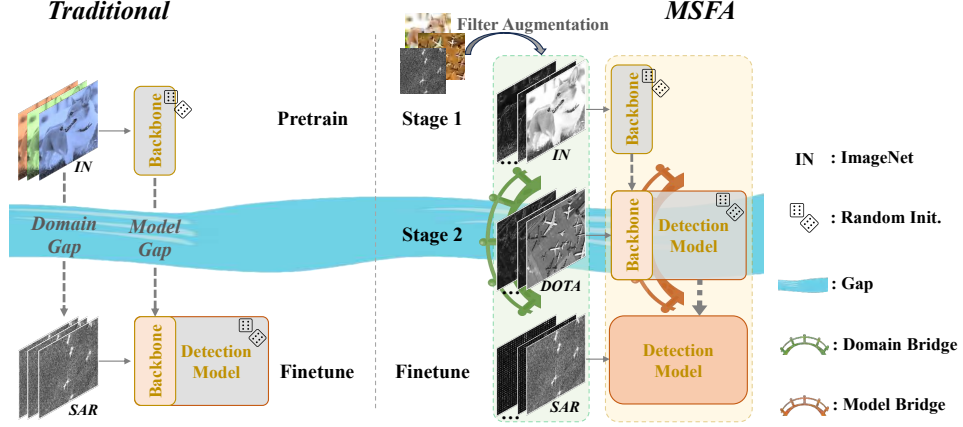 Traditional
MSFA
Filter Augmentation
IN
Backbone
Pretrain
Stage 1
IN
Backbone
IN : ImageNet
: Random Init.
Domain
Gap
Model
Gap
Stage 2
DOTA
Backbone
Detection
Model
: Gap
SAR
Backbone
Detection
Model
Finetune
Finetune
SAR
Detection
Model
: Domain Bridge
: Model Bridge